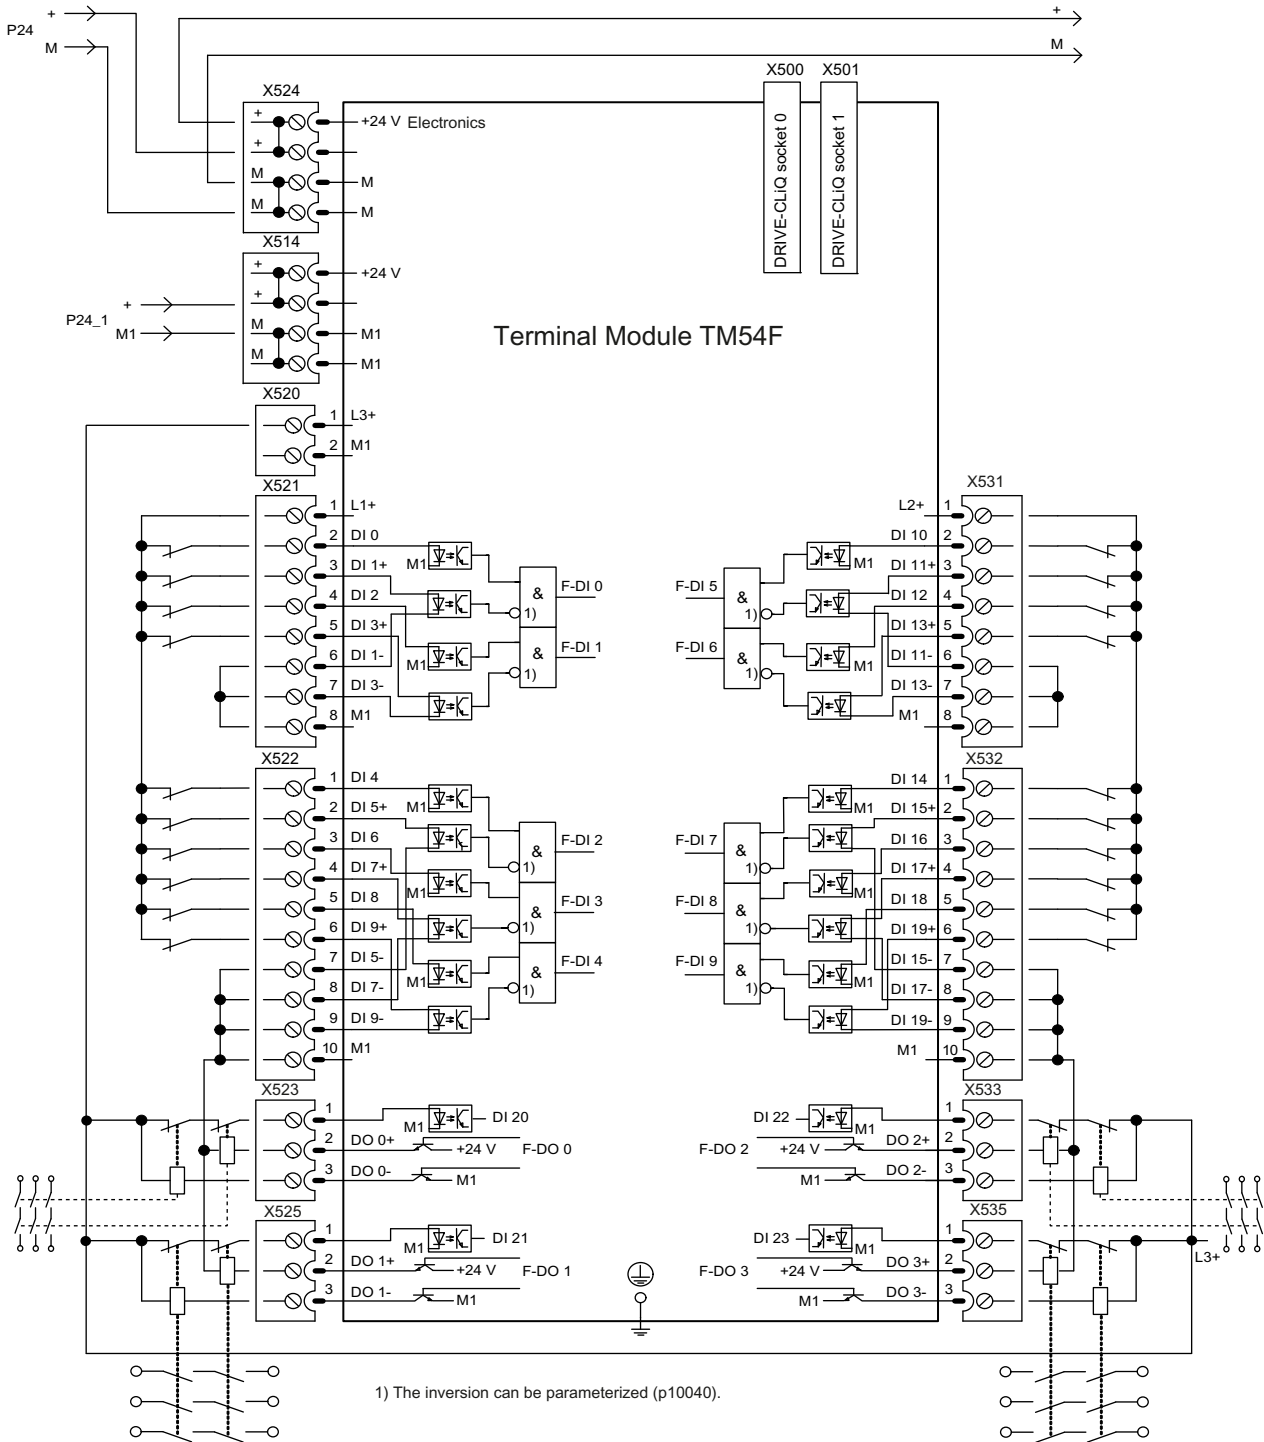 +
P24
M
+
M
X500 X501
DRIVE-CLiQ socket 0
DRIVE-CLiQ socket 1
X524
+ +24 V Electronics
+
M M
M M
X514
+ +24 V
+ +
P24_1
M1 M M1
M M1
Terminal Module TM54F
X520
1 L3+
2 M1
X521
1 L1+
2 DI 0
3 DI 1+
4 DI 2
5 DI 3+
6 DI 1-
7 DI 3-
8 M1
M1
M1
& 1) F-DI 0
& 1) F-DI 1
X531
L2+ 1
DI 10 2
DI 11+ 3
DI 12 4
DI 13+ 5
DI 11- 6
DI 13- 7
M1 8
M1
M1
F-DI 5 & 1)
F-DI 6 & 1)
X522
1 DI 4
2 DI 5+
3 DI 6
4 DI 7+
5 DI 8
6 DI 9+
7 DI 5-
8 DI 7-
9 DI 9-
10 M1
M1
M1
M1
& 1) F-DI 2
& 1) F-DI 3
& 1) F-DI 4
X532
DI 14 1
DI 15+ 2
DI 16 3
DI 17+ 4
DI 18 5
DI 19+ 6
DI 15- 7
DI 17- 8
DI 19- 9
M1 10
M1
M1
M1
F-DI 7 & 1)
F-DI 8 & 1)
F-DI 9 & 1)
X523
1 M1 DI 20
2 DO 0+ +24 V F-DO 0
3 DO 0- M1
X533
DI 22 M1 1
F-DO 2 +24 V DO 2+ 2
M1 DO 2- 3
X525
1 M1 DI 21
2 DO 1+ +24 V F-DO 1
3 DO 1- M1
X535
DI 23 M1 1
F-DO 3 +24 V DO 3+ 2
M1 DO 3- 3
L3+
1) The inversion can be parameterized (p10040).